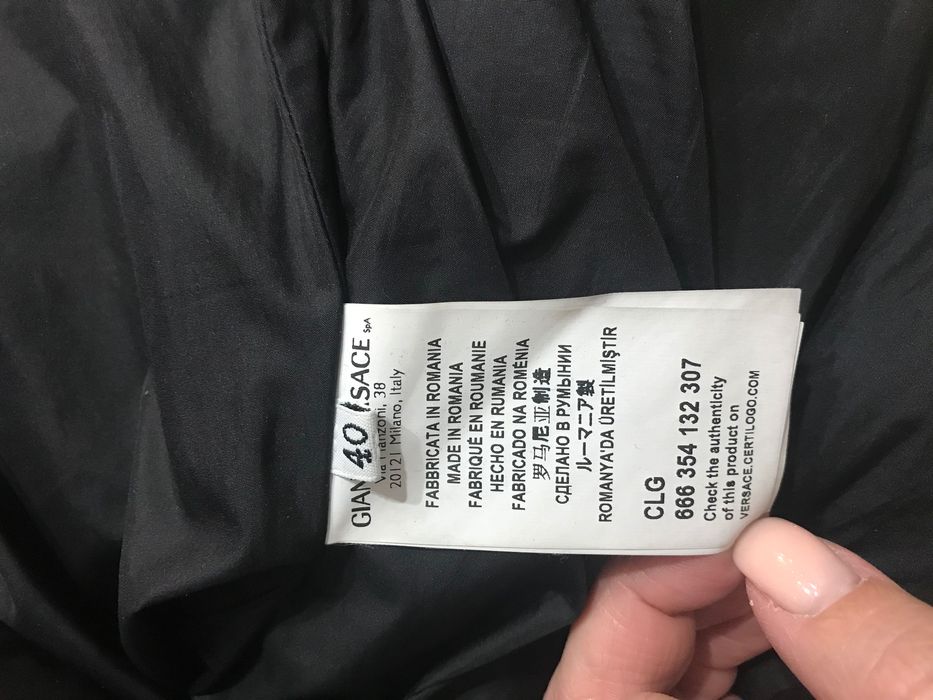 40
GIAN SACE SpA
Manzoni, 38
20121 Milano, Italy
FABBRICATA IN ROMANIA
MADE IN ROMANIA
FABRIQUÉ EN ROUMANIE
HECHO EN RUMANIA
FABRICADO NA ROMÉNIA
罗马尼亚制造
СДЕЛАНО В РУМЫНИИ
ルーマニア製
ROMANYA'DA ÜRETİLMİŞTİR
CLG
666 354 132 307
Check the authenticity
of this product on
VERSACE.CERTILOGO.COM